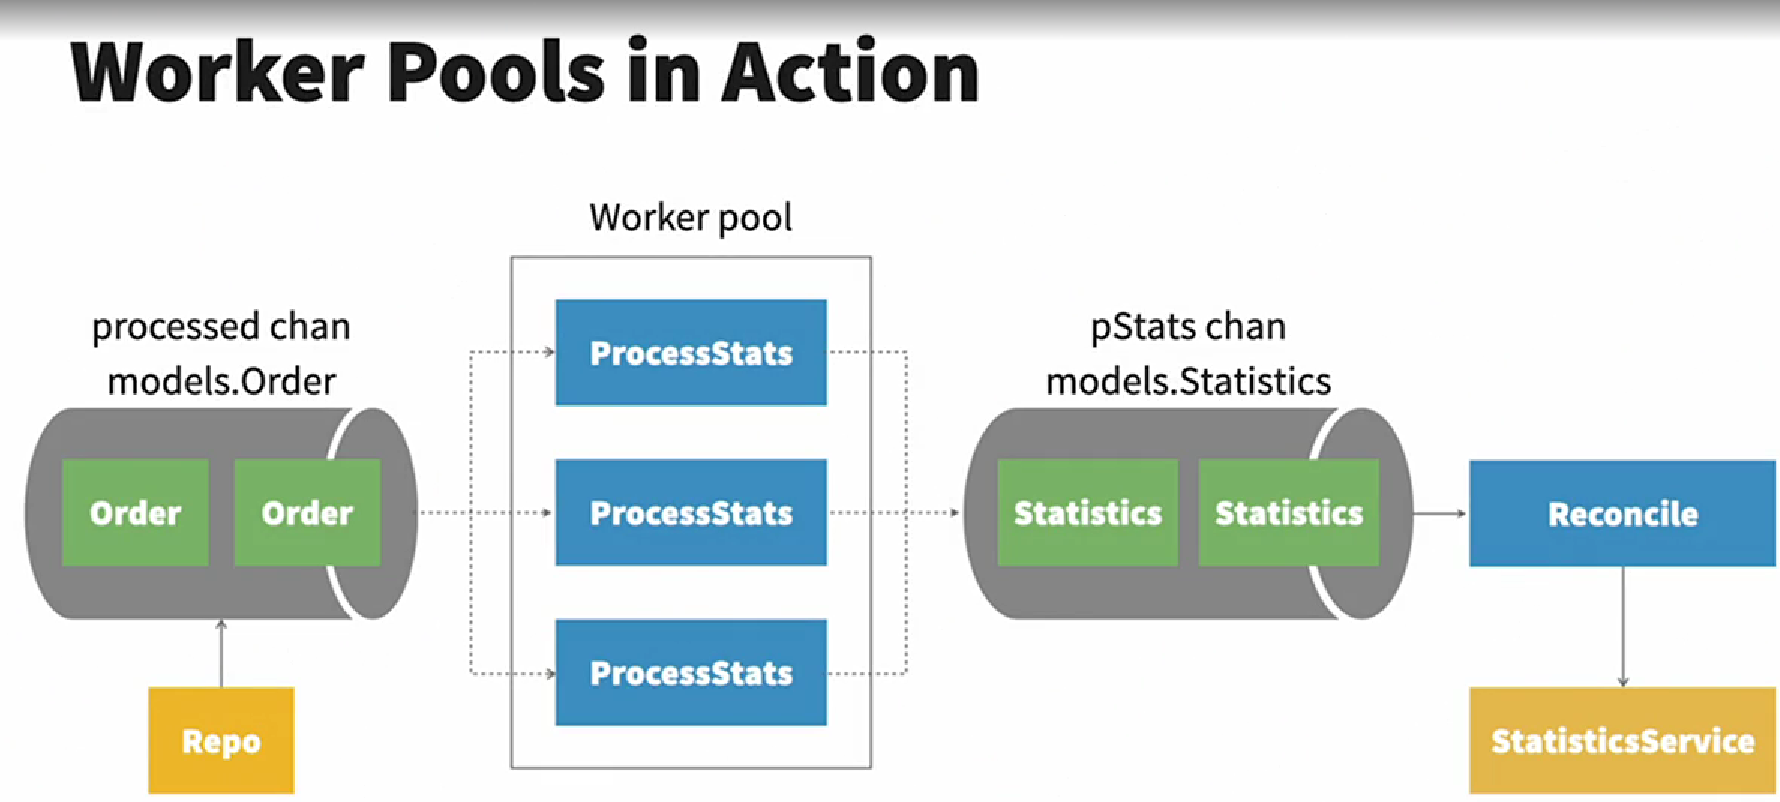 Worker Pools in Action
Worker pool
processed chan
models.Order
Order
Order
Repo
ProcessStats
ProcessStats
ProcessStats
pStats chan
models.Statistics
Statistics
Statistics
Reconcile
StatisticsService